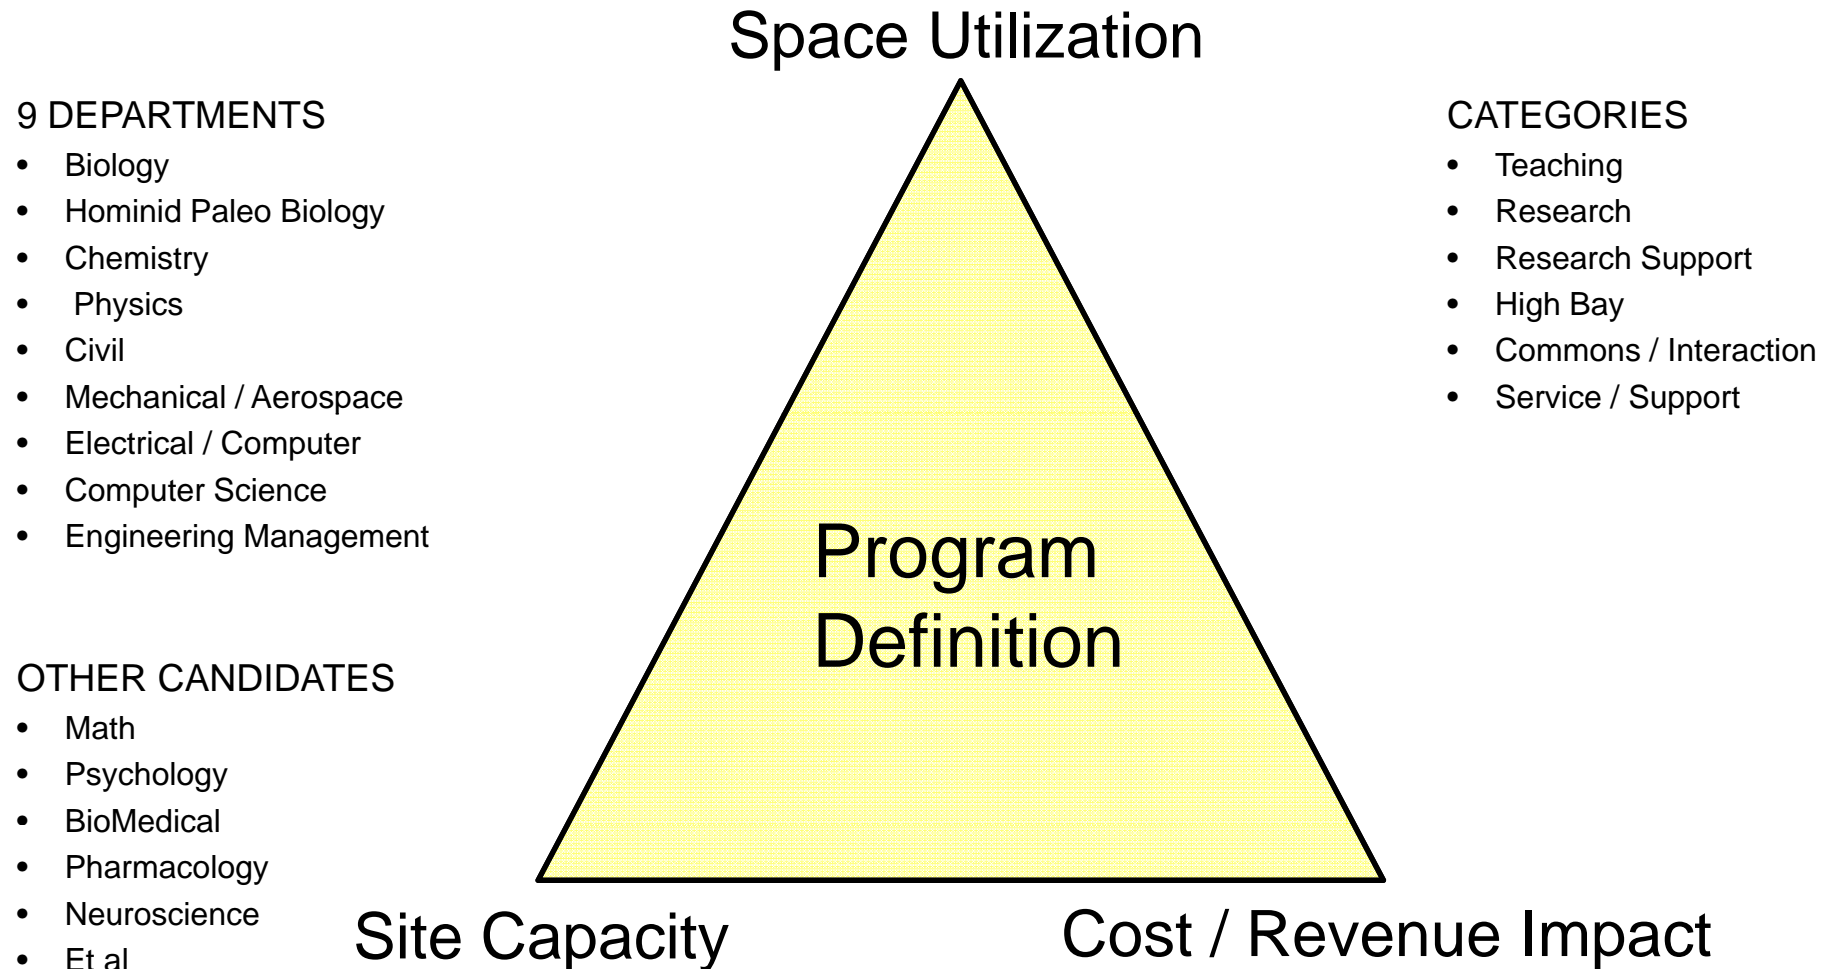 Space Utilization
9 DEPARTMENTS
• Biology
• Hominid Paleo Biology
• Chemistry
• Physics
• Civil
• Mechanical / Aerospace
• Electrical / Computer
• Computer Science
• Engineering Management
OTHER CANDIDATES
• Math
• Psychology
• BioMedical
• Pharmacology
• Neuroscience
• Et al
CATEGORIES
• Teaching
• Research
• Research Support
• High Bay
• Commons / Interaction
• Service / Support
Program
Definition
Site Capacity
Cost / Revenue Impact